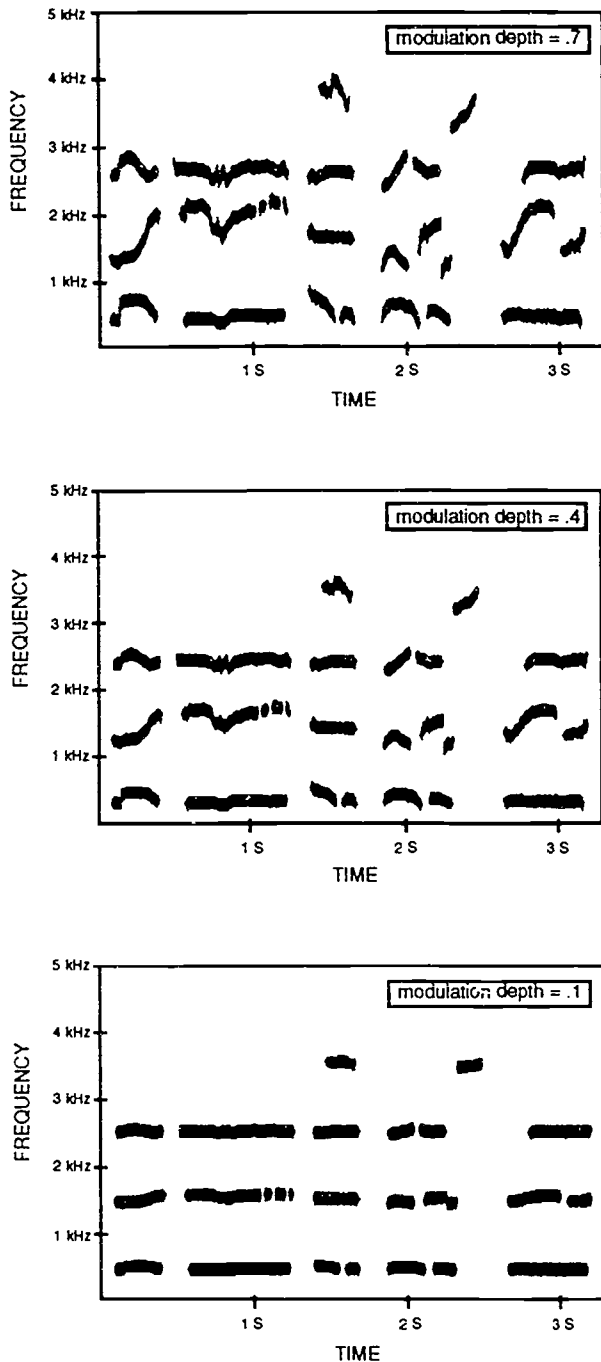 5 kHz
modulation depth = .7
4 kHz
3 kHz
2 kHz
1 kHz
FREQUENCY
1 S
2 S
3 S
TIME
5 kHz
modulation depth = .4
4 kHz
3 kHz
2 kHz
1 kHz
FREQUENCY
1 S
2 S
3 S
TIME
5 kHz
modulation depth = .1
4 kHz
3 kHz
2 kHz
1 kHz
FREQUENCY
1 S
2 S
3 S
TIME